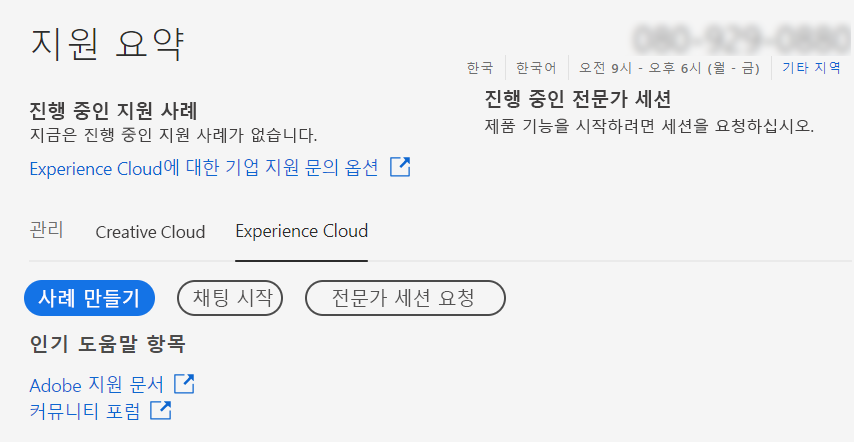 지원 요약
한국 한국어 오전 9시 - 오후 6시 (월 - 금) 기타 지역
진행 중인 지원 사례
지금은 진행 중인 지원 사례가 없습니다.
Experience Cloud에 대한 기업 지원 문의 옵션
진행 중인 전문가 세션
제품 기능을 시작하려면 세션을 요청하십시오.
관리 Creative Cloud Experience Cloud
사례 만들기 채팅 시작 전문가 세션 요청
인기 도움말 항목
Adobe 지원 문서
커뮤니티 포럼